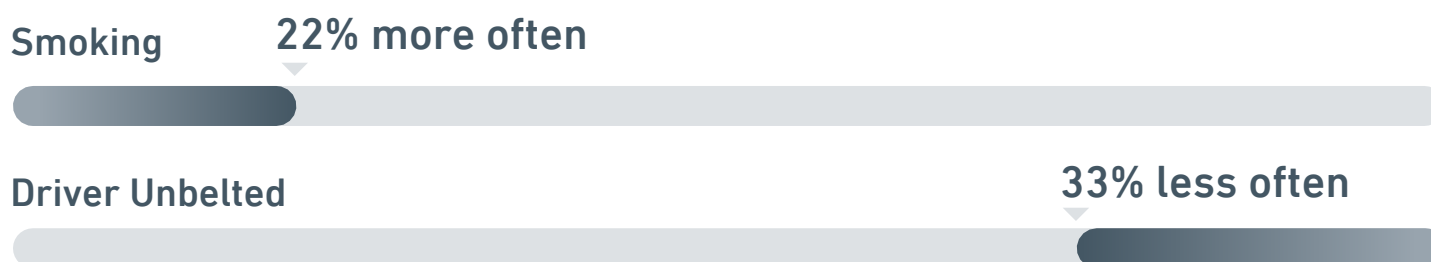 Smoking
22% more often
Driver Unbelted
33% less often